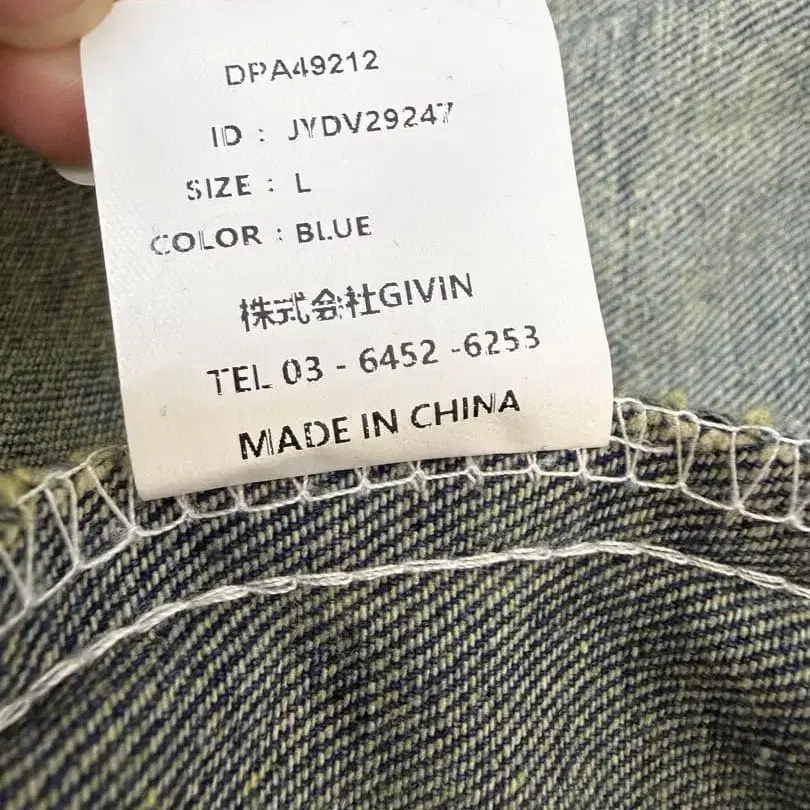 DPA49212
ID : JYDV29247
SIZE : L
COLOR : BLUE
株式会社GIVIN
TEL 03 - 6452 -6253
MADE IN CHINA